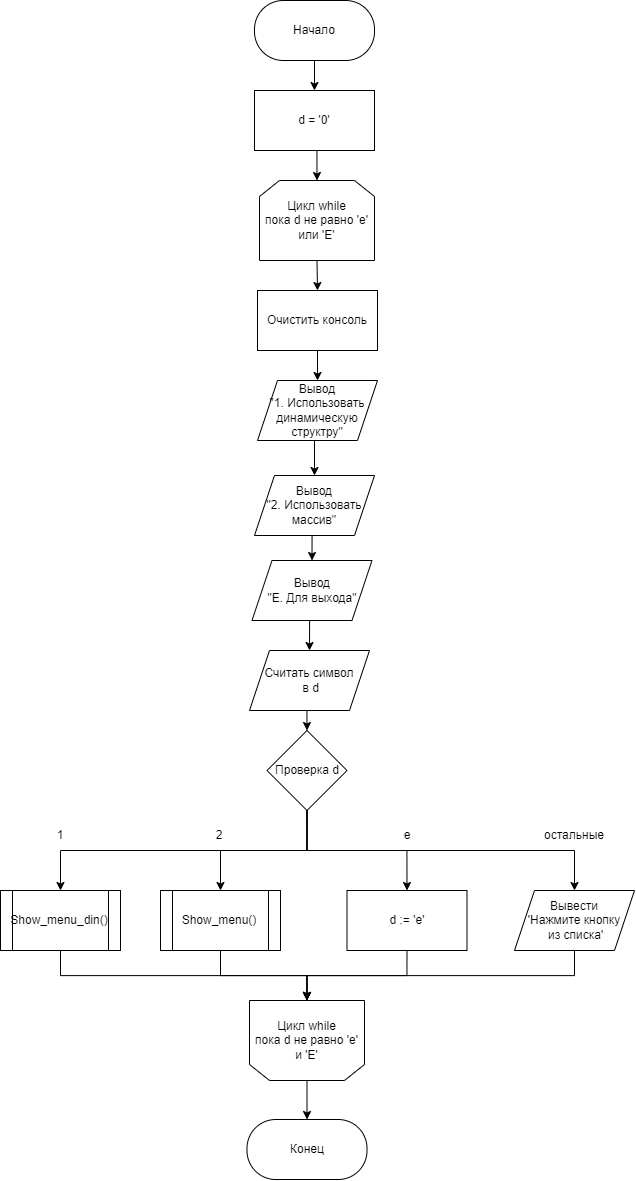 Начало
d = '0'
Цикл while
пока d не равно 'e'
или 'E'
Очистить консоль
Вывод
"1. Использовать
динамическую
структру"
Вывод
"2. Использовать
массив"
Вывод
"E. Для выхода"
Считать символ
в d
Проверка d
1
2
e
остальные
Show_menu_din()
Show_menu()
d := 'e'
Вывести
'Нажмите кнопку
из списка'
Цикл while
пока d не равно 'e'
и 'E'
Конец